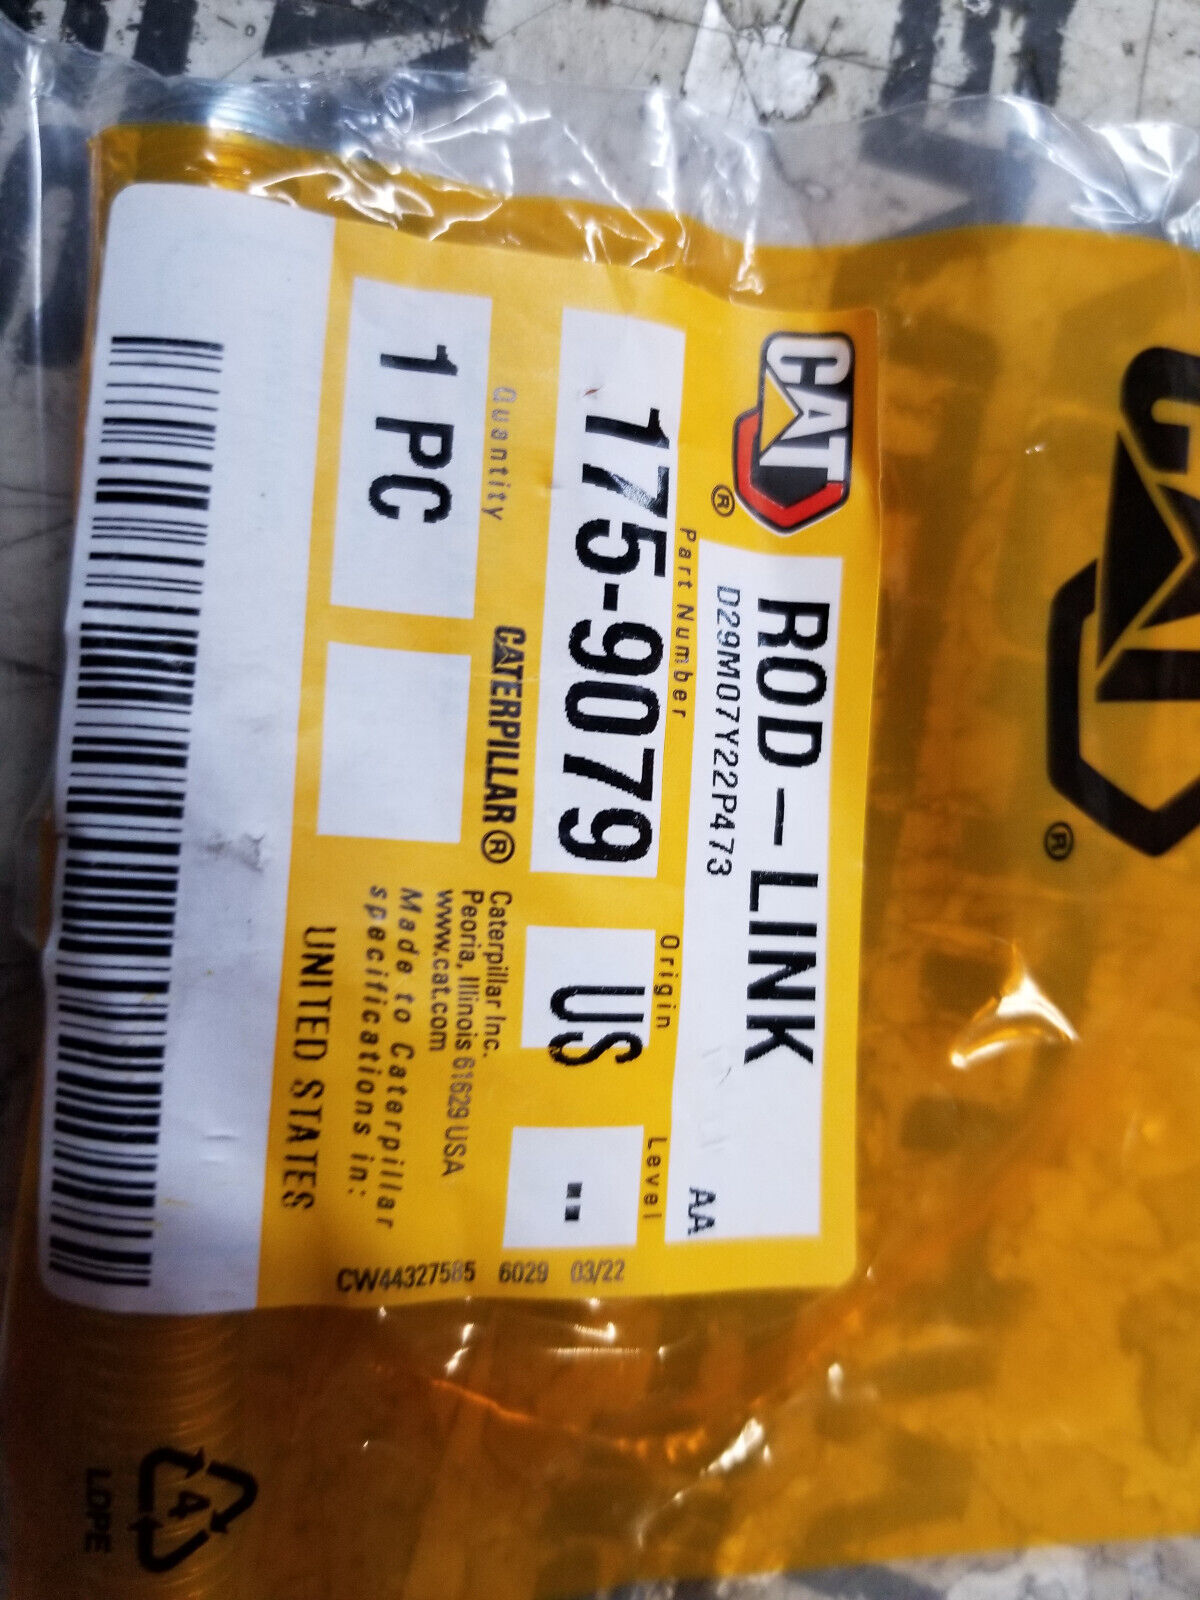 CAT ®
ROD-LINK
D29M07Y22P473 AA
Part Number Origin Level
175-9079 US --
Quantity
1 PC
CATERPILLAR®
Caterpillar Inc.
Peoria, Illinois 61629 USA
www.cat.com
Made to Caterpillar
specifications in:
UNITED STATES
CW44327585 6029 03/22
CAT ®
4
LDPE